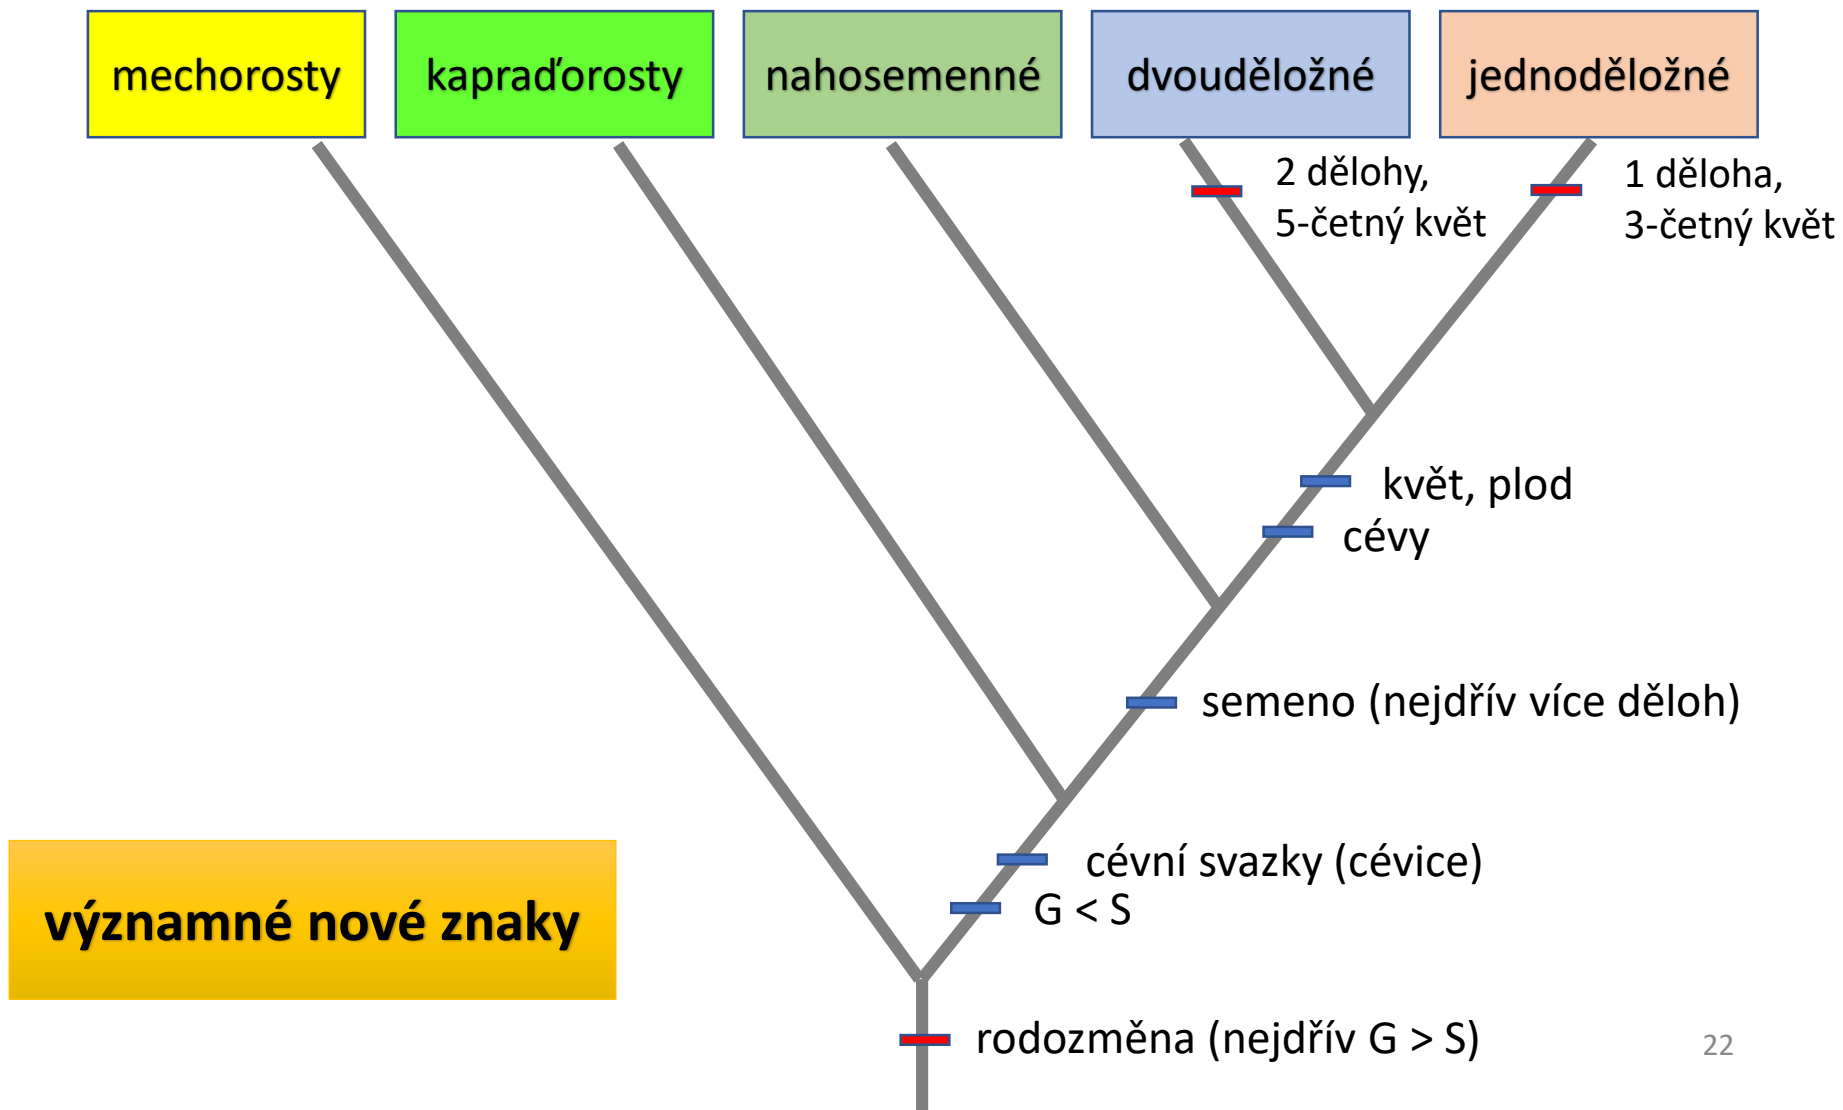 mechorosty
kapraďorosty
nahosemenné
dvouděložné
jednoděložné
2 dělohy,
5-četný květ
1 děloha,
3-četný květ
květ, plod
cévy
semeno (nejdřív více děloh)
cévní svazky (cévice)
G < S
významné nové znaky
rodozměna (nejdřív G > S)
22